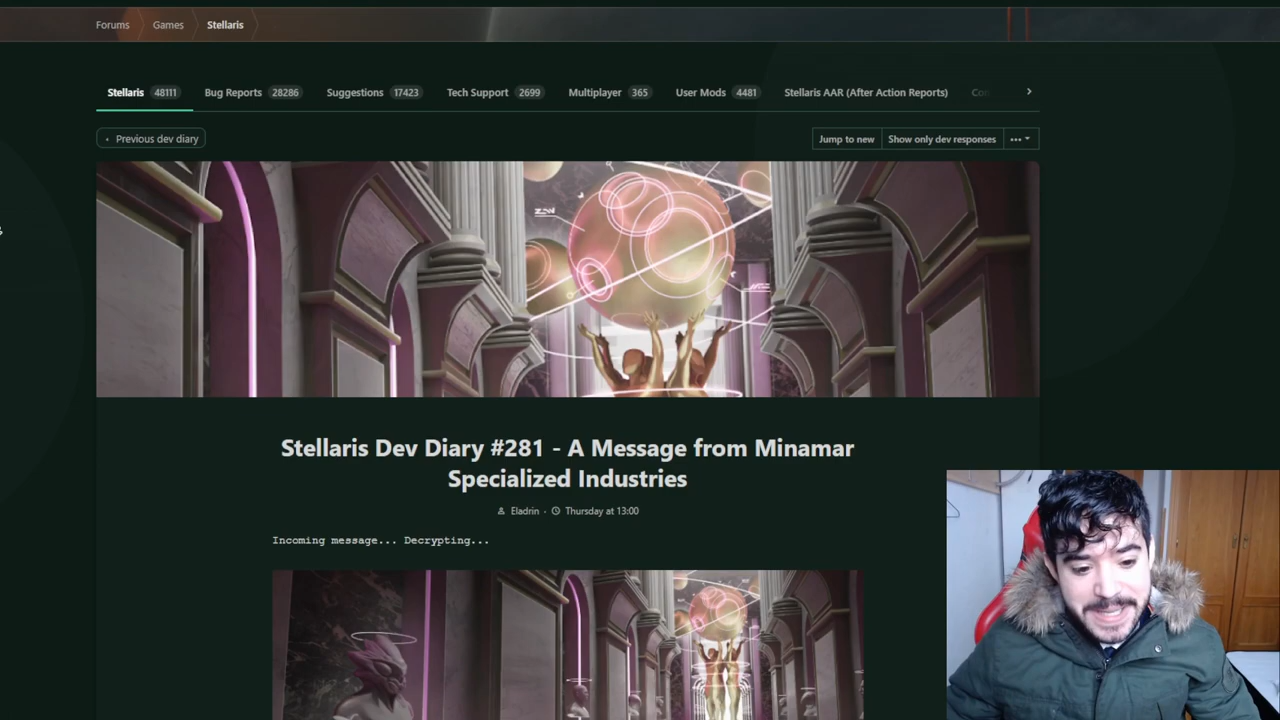 Forums Games Stellaris
Stellaris 48111 Bug Reports 28286 Suggestions 17423 Tech Support 2699 Multiplayer 365 User Mods 4481 Stellaris AAR (After Action Reports)
Previous dev diary Jump to new Show only dev responses
Stellaris Dev Diary #281 - A Message from Minamar
Specialized Industries
Eladrin · Thursday at 13:00
Incoming message... Decrypting...